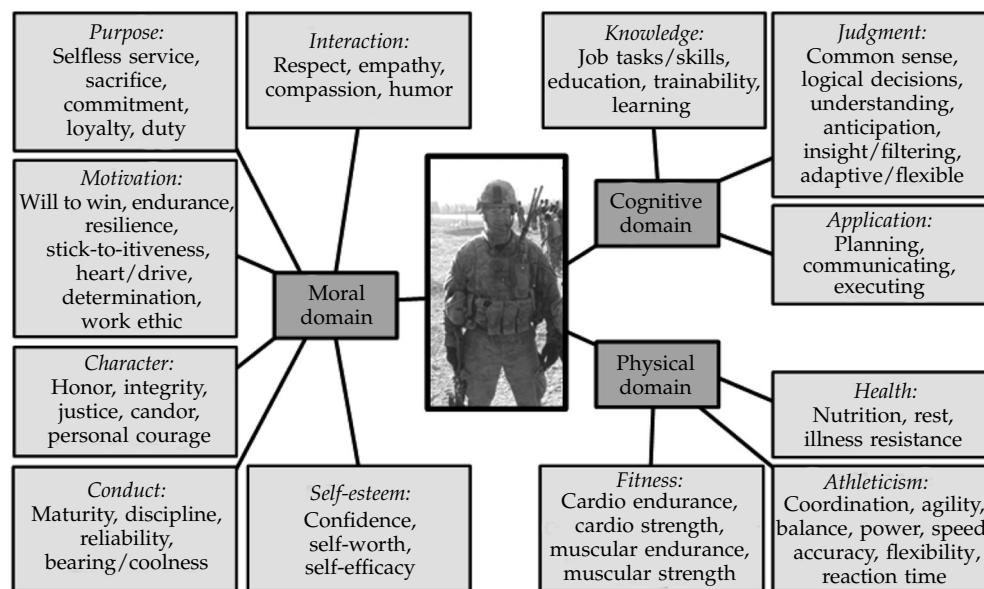 Purpose:
Selfless service,
sacrifice,
commitment,
loyalty, duty
Interaction:
Respect, empathy,
compassion, humor
Knowledge:
Job tasks/skills,
education, trainability,
learning
Judgment:
Common sense,
logical decisions,
understanding,
anticipation,
insight/filtering,
adaptive/flexible
Motivation:
Will to win, endurance,
resilience,
stick-to-itiveness,
heart/drive,
determination,
work ethic
Moral
domain
Cognitive
domain
Application:
Planning,
communicating,
executing
Character:
Honor, integrity,
justice, candor,
personal courage
Physical
domain
Health:
Nutrition, rest,
illness resistance
Conduct:
Maturity, discipline,
reliability,
bearing/coolness
Self-esteem:
Confidence,
self-worth,
self-efficacy
Fitness:
Cardio endurance,
cardio strength,
muscular endurance,
muscular strength
Athleticism:
Coordination, agility,
balance, power, speed
accuracy, flexibility,
reaction time